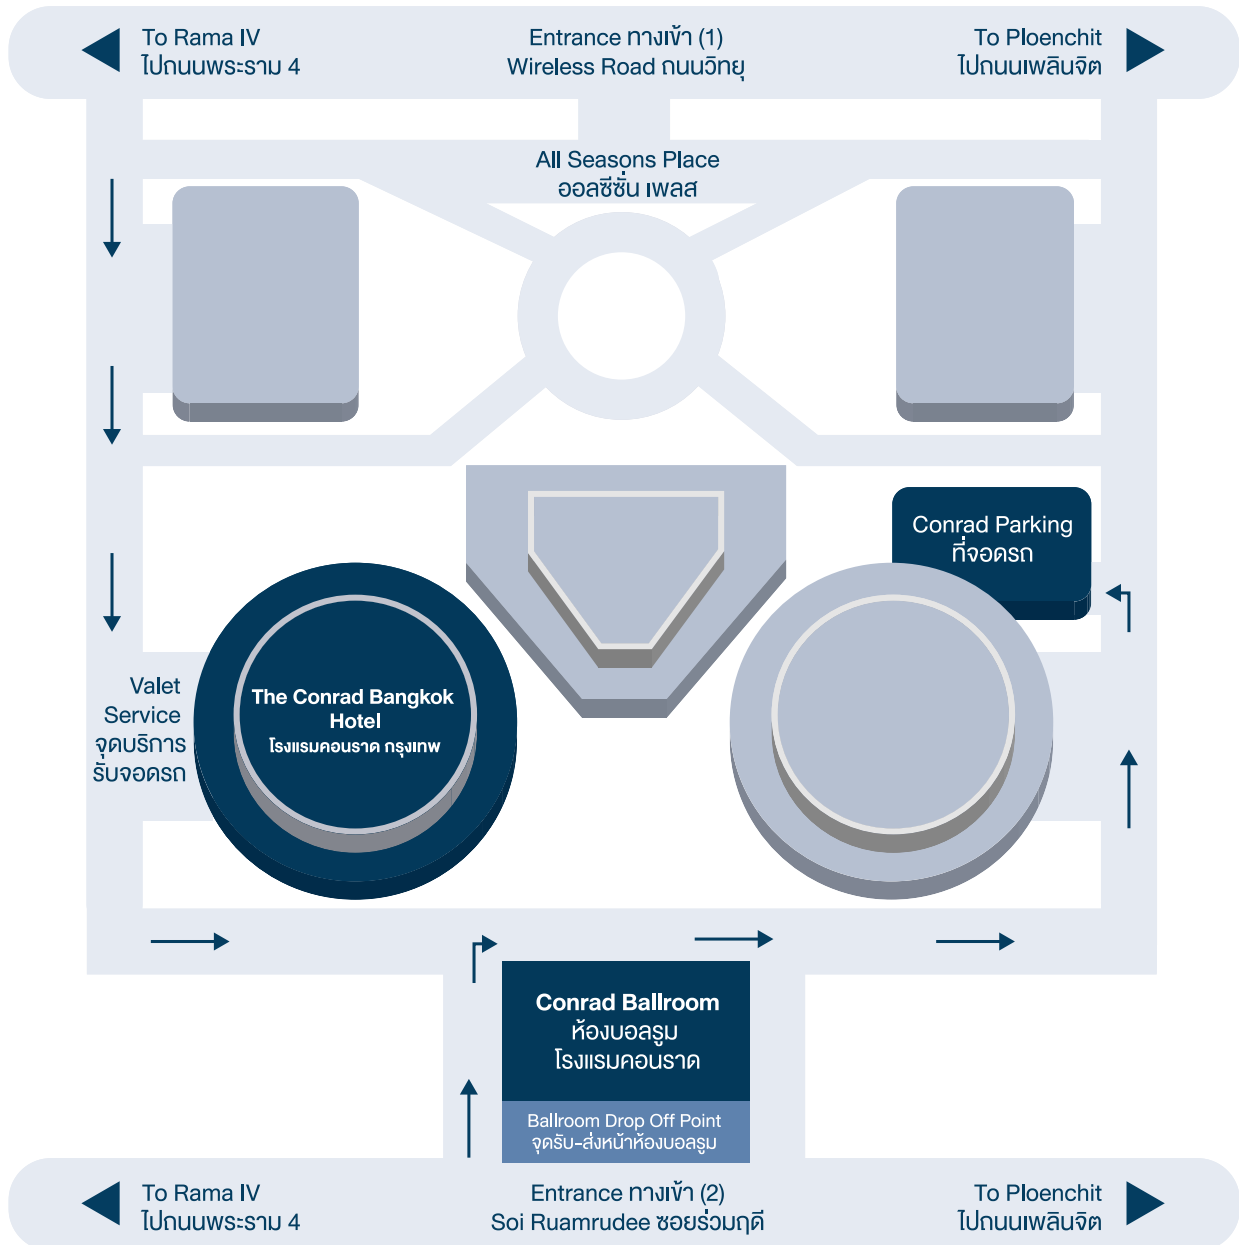 To Rama IV
ไปถนนพระราม 4
Entrance ทางเข้า (1)
Wireless Road ถนนวิทยุ
To Ploenchit
ไปถนนเพลินจิต
All Seasons Place
ออลซีซั่น เพลส
Conrad Parking
ที่จอดรถ
Valet
Service
จุดบริการ
รับจอดรถ
The Conrad Bangkok
Hotel
โรงแรมคอนราด กรุงเทพ
Conrad Ballroom
ห้องบอลรูม
โรงแรมคอนราด
Ballroom Drop Off Point
จุดรับ-ส่งหน้าห้องบอลรูม
To Rama IV
ไปถนนพระราม 4
Entrance ทางเข้า (2)
Soi Ruamrudee ซอยร่วมฤดี
To Ploenchit
ไปถนนเพลินจิต